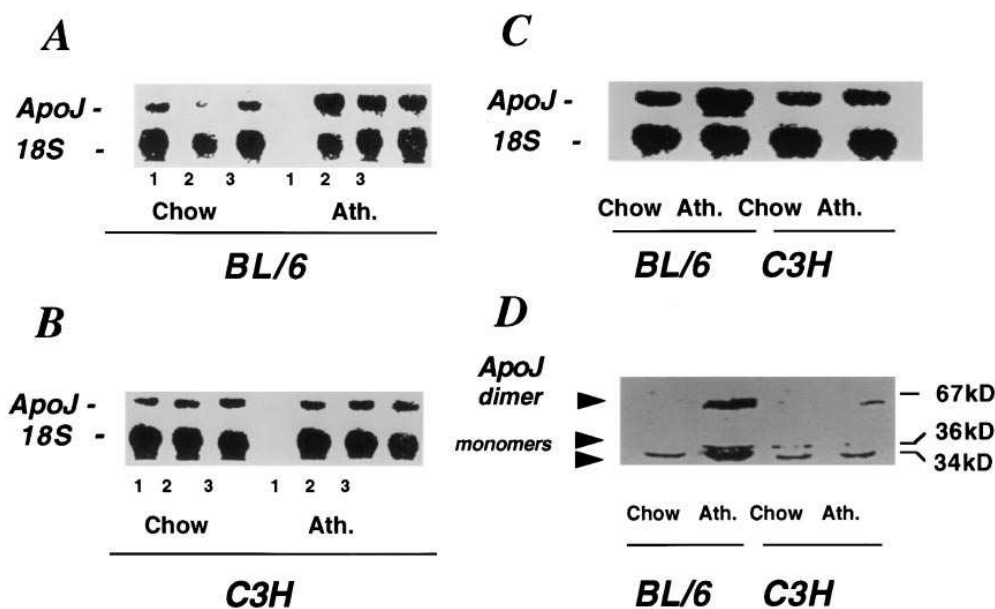 A
ApoJ -
18S -
1 2 3 1 2 3
Chow Ath.
BL/6
B
ApoJ -
18S -
1 2 3 1 2 3
Chow Ath.
C3H
C
ApoJ -
18S -
Chow Ath. Chow Ath.
BL/6 C3H
D
ApoJ
dimer
monomers
67kD
36kD
34kD
Chow Ath. Chow Ath.
BL/6 C3H